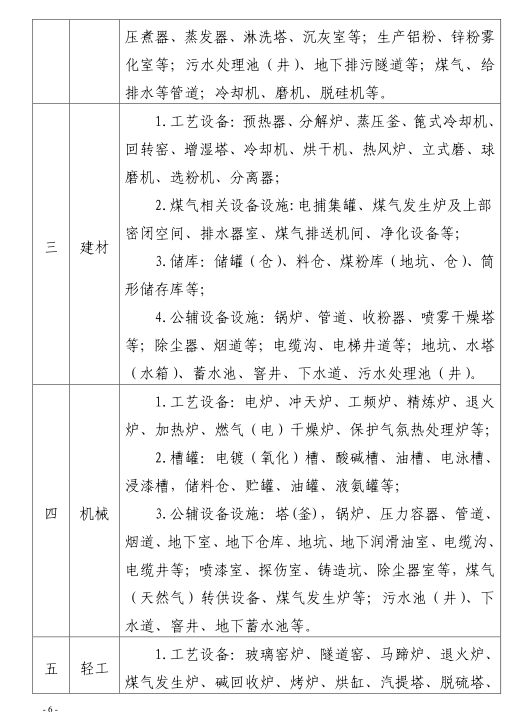 压煮器、蒸发器、淋洗塔、沉灰室等；生产铝粉、锌粉雾
化室等；污水处理池（井）、地下排污隧道等；煤气、给
排水等管道；冷却机、磨机、脱硅机等。
三
建材
1.工艺设备：预热器、分解炉、蒸压釜、篦式冷却机、
回转窑、增湿塔、冷却机、烘干机、热风炉、立式磨、球
磨机、选粉机、分离器；
2.煤气相关设备设施：电捕集罐、煤气发生炉及上部
密闭空间、排水器室、煤气排送机间、净化设备等；
3.储库：储罐（仓）、料仓、煤粉库（地坑、仓）、筒
形储存库等；
4.公辅设备设施：锅炉、管道、收粉器、喷雾干燥塔
等；除尘器、烟道等；电缆沟、电梯井道等；地坑、水塔
（水箱）、蓄水池、窨井、下水道、污水处理池（井）。
四
机械
1.工艺设备：电炉、冲天炉、工频炉、精炼炉、退火
炉、加热炉、燃气（电）干燥炉、保护气氛热处理炉等；
2.槽罐：电镀（氧化）槽、酸碱槽、油槽、电泳槽、
浸漆槽，储料仓、贮罐、油罐、液氨罐等；
3.公辅设备设施：塔(釜)，锅炉、压力容器、管道、
烟道、地下室、地下仓库、地坑、地下润滑油室、电缆沟、
电缆井等；喷漆室、探伤室、铸造坑、除尘器室等，煤气
（天然气）转供设备、煤气发生炉等；污水池（井）、下
水道、窨井、地下蓄水池等。
五
轻工
1.工艺设备：玻璃窑炉、隧道窑、马蹄炉、退火炉、
煤气发生炉、碱回收炉、烤炉、烘缸、汽提塔、脱硫塔、
- 6 -